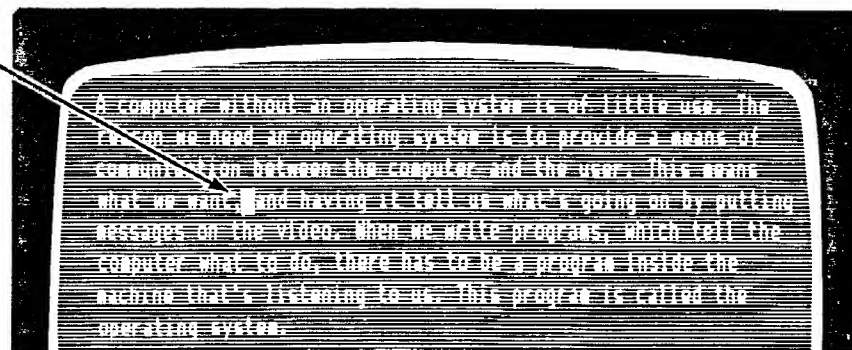 A computer without an operating system is of little use. The
reason we need an operating system is to provide a means of
communication between the computer and the user. This means
what we want, and having it tell us what's going on by putting
messages on the video. When we write programs, which tell the
computer what to do, there has to be a program inside the
machine that's listening to us. This program is called the
operating system.